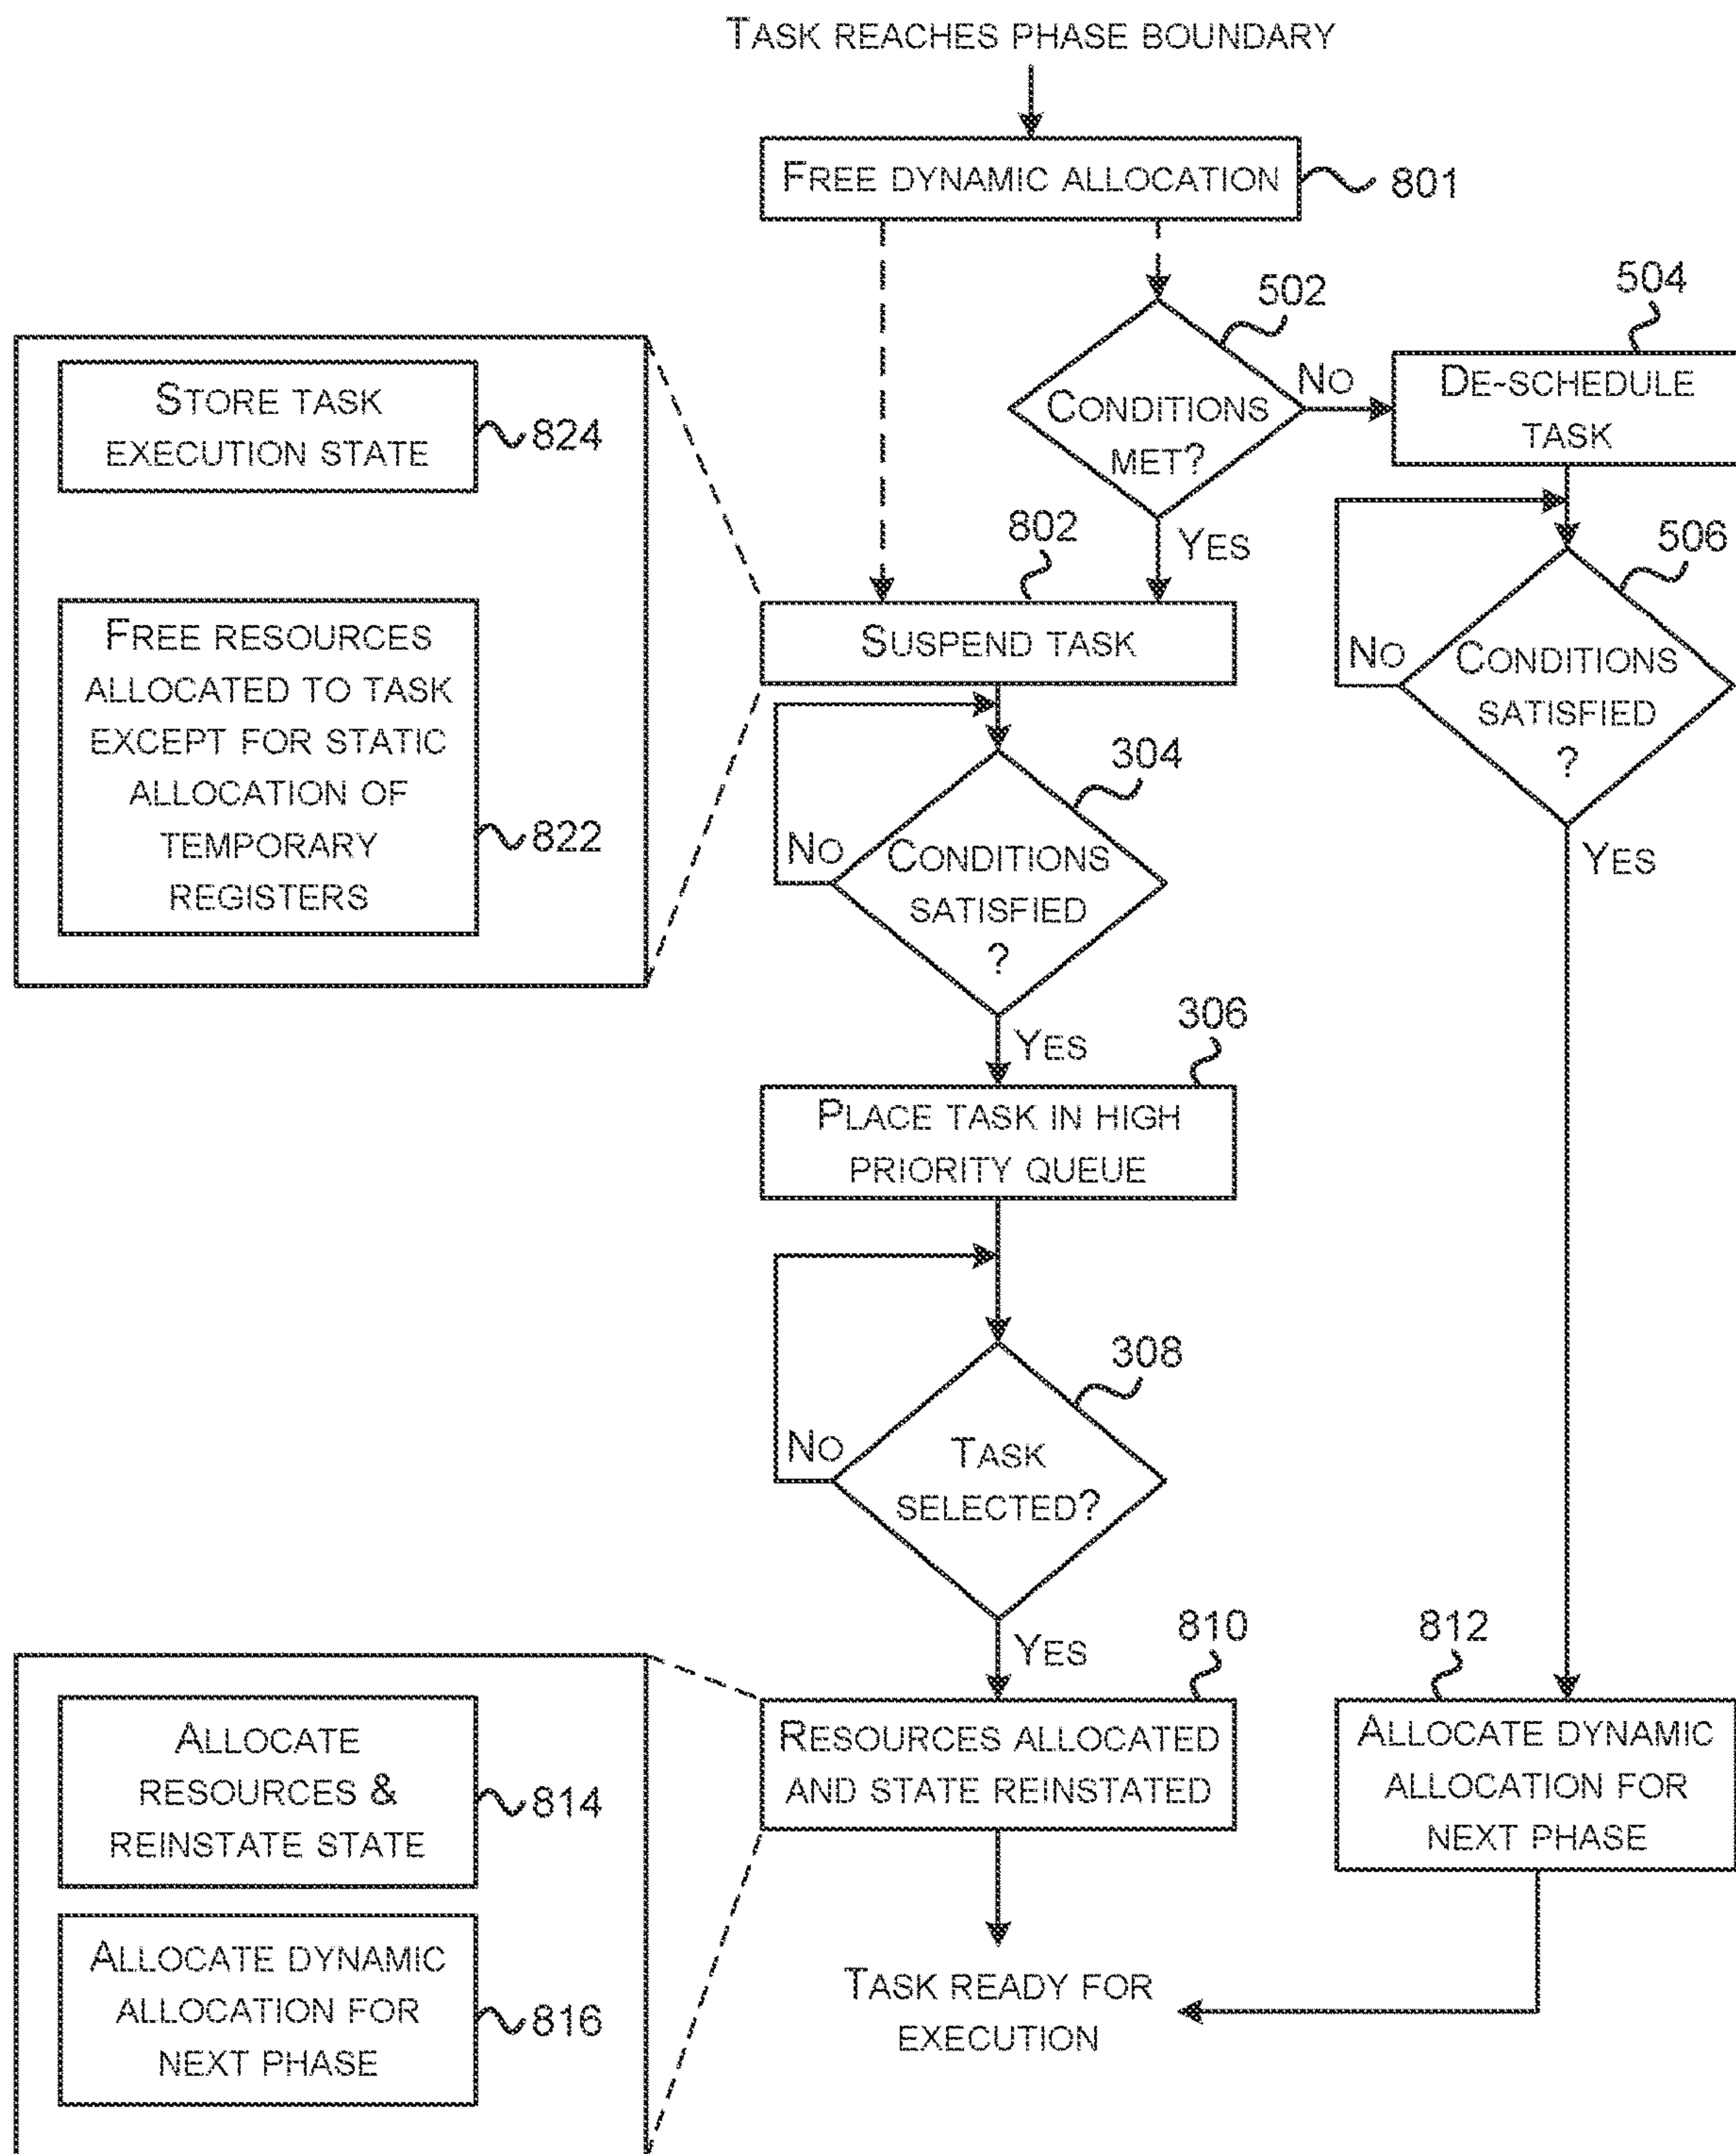 TASK REACHES PHASE BOUNDARY
FREE DYNAMIC ALLOCATION
801
502
504
NO
DE-SCHEDULE
TASK
CONDITIONS
MET?
YES
STORE TASK
EXECUTION STATE
824
802
506
SUSPEND TASK
FREE RESOURCES
ALLOCATED TO TASK
EXCEPT FOR STATIC
ALLOCATION OF
TEMPORARY
REGISTERS
822
NO
CONDITIONS
SATISFIED
?
YES
304
NO
CONDITIONS
SATISFIED
?
YES
306
PLACE TASK IN HIGH
PRIORITY QUEUE
308
NO
TASK
SELECTED?
YES
810
812
RESOURCES ALLOCATED
AND STATE REINSTATED
ALLOCATE DYNAMIC
ALLOCATION FOR
NEXT PHASE
ALLOCATE
RESOURCES &
REINSTATE STATE
814
ALLOCATE DYNAMIC
ALLOCATION FOR
NEXT PHASE
816
TASK READY FOR
EXECUTION